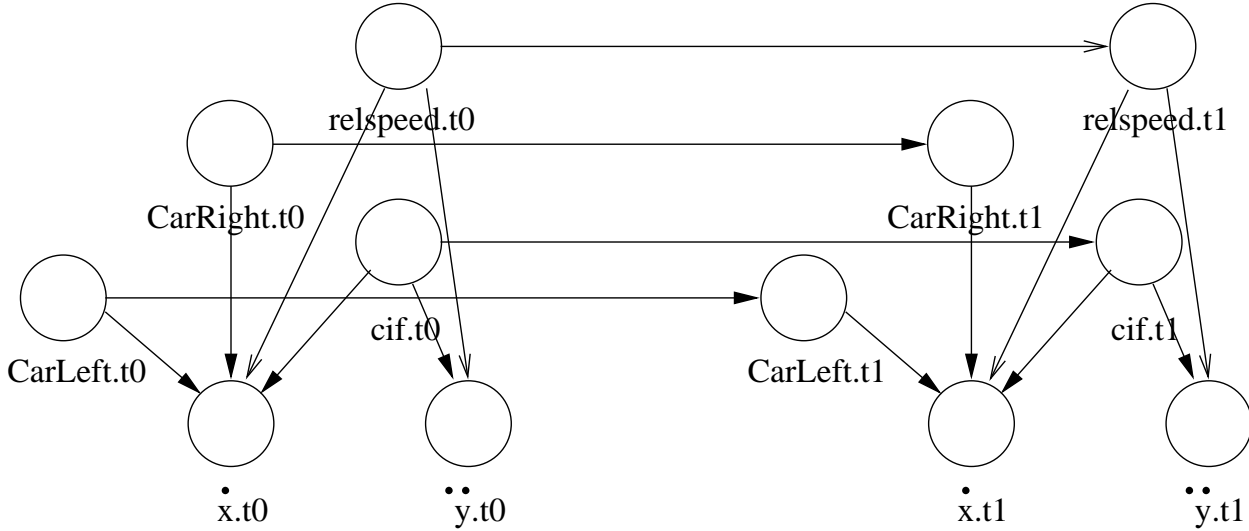 relspeed.t0
relspeed.t1
CarRight.t0
CarRight.t1
cif.t0
cif.t1
CarLeft.t0
CarLeft.t1
ẋ.t0
ÿ.t0
ẋ.t1
ÿ.t1